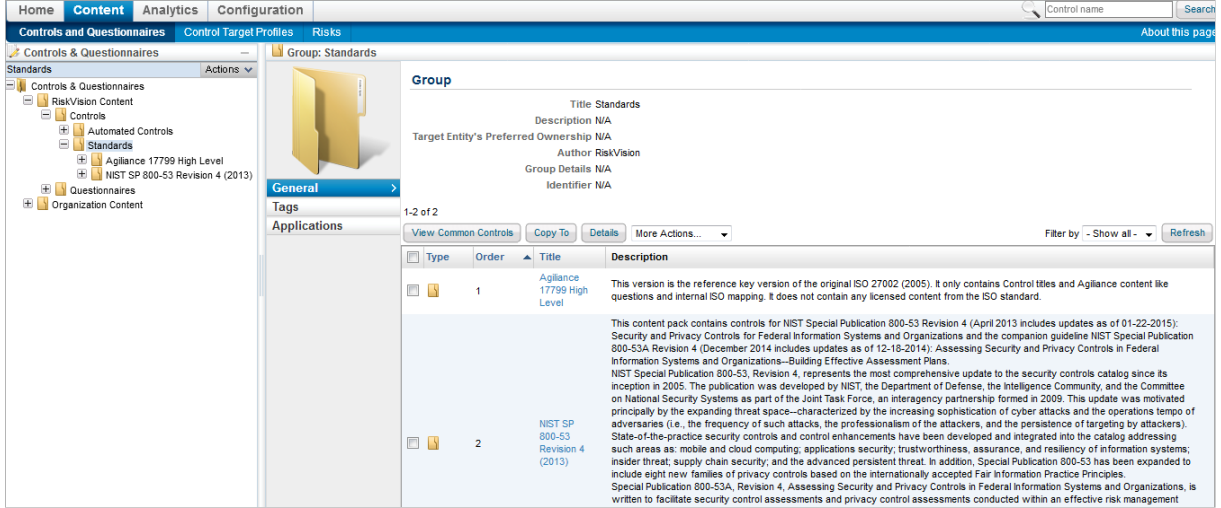 Home Content Analytics Configuration
Control name Search
Controls and Questionnaires Control Target Profiles Risks About this page
Controls & Questionnaires
Standards Actions
Controls & Questionnaires
RiskVision Content
Controls
Automated Controls
Standards
Agiliance 17799 High Level
NIST SP 800-53 Revision 4 (2013)
Questionnaires
Organization Content
Group: Standards
General
Tags
Applications
Group
Title Standards
Description N/A
Target Entity's Preferred Ownership N/A
Author RiskVision
Group Details N/A
Identifier N/A
1-2 of 2
View Common Controls Copy To Details More Actions... Filter by - Show all - Refresh
Type Order Title Description
1
Agiliance
17799 High
Level
This version is the reference key version of the original ISO 27002 (2005). It only contains Control titles and Agiliance content like
questions and internal ISO mapping. It does not contain any licensed content from the ISO standard.
2
NIST SP
800-53
Revision 4
(2013)
This content pack contains controls for NIST Special Publication 800-53 Revision 4 (April 2013 includes updates as of 01-22-2015):
Security and Privacy Controls for Federal Information Systems and Organizations and the companion guideline NIST Special Publication
800-53A Revision 4 (December 2014 includes updates as of 12-18-2014): Assessing Security and Privacy Controls in Federal
Information Systems and Organizations--Building Effective Assessment Plans.
NIST Special Publication 800-53, Revision 4, represents the most comprehensive update to the security controls catalog since its
inception in 2005. The publication was developed by NIST, the Department of Defense, the Intelligence Community, and the Committee
on National Security Systems as part of the Joint Task Force, an interagency partnership formed in 2009. This update was motivated
principally by the expanding threat space--characterized by the increasing sophistication of cyber attacks and the operations tempo of
adversaries (i.e., the frequency of such attacks, the professionalism of the attackers, and the persistence of targeting by attackers).
State-of-the-practice security controls and control enhancements have been developed and integrated into the catalog addressing
such areas as: mobile and cloud computing; applications security; trustworthiness, assurance, and resiliency of information systems;
insider threat; supply chain security; and the advanced persistent threat. In addition, Special Publication 800-53 has been expanded to
include eight new families of privacy controls based on the internationally accepted Fair Information Practice Principles.
Special Publication 800-53A, Revision 4, Assessing Security and Privacy Controls in Federal Information Systems and Organizations, is
written to facilitate security control assessments and privacy control assessments conducted within an effective risk management